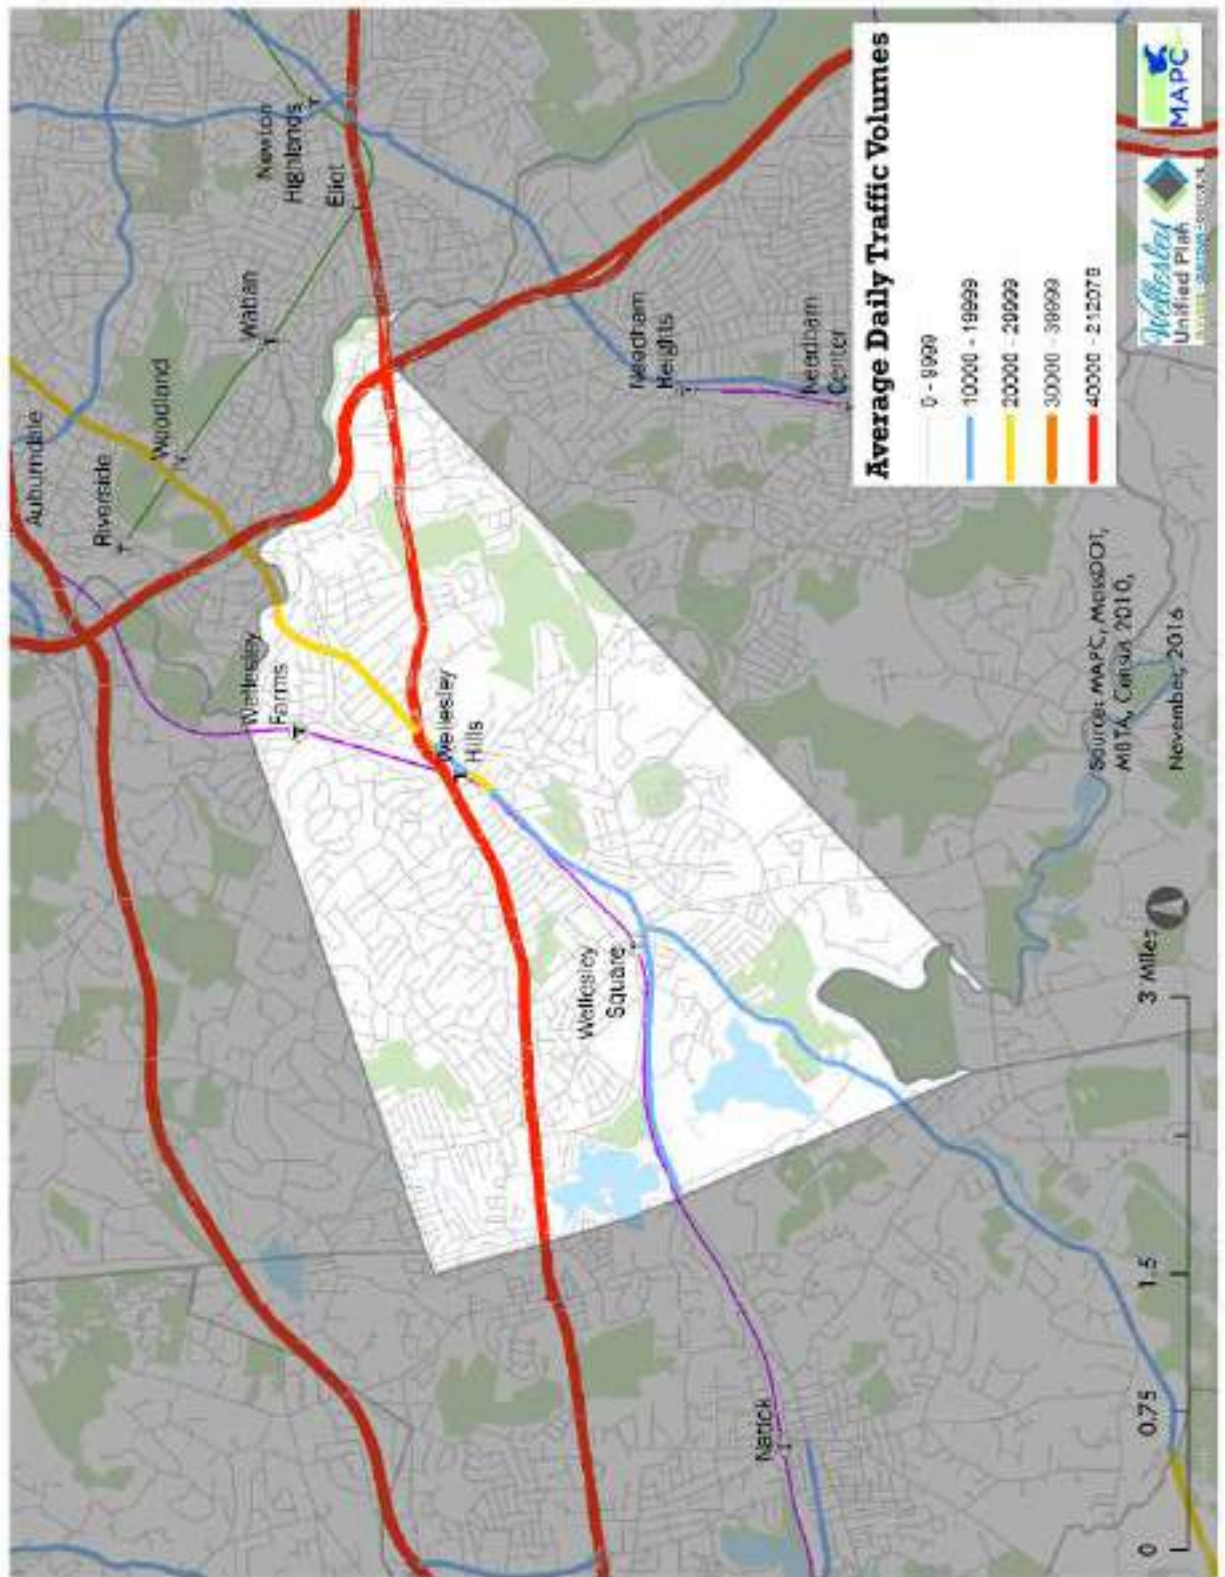 Auburndale
Riverside
Woodland
Waban
Eliot
Newton
Highlands
Wellesley
Farms
Wellesley
Hills
Wellesley
Square
Natick
Needham
Heights
Needham
Center
Average Daily Traffic Volumes
0 - 9999
10000 - 19999
20000 - 29999
30000 - 39999
40000 - 212078
Source: MAPC, MassDOT,
MBTA, Census 2010,
November, 2016
0 0.75 1.5 3 Miles
Wellesley
Unified Plan
MAPC